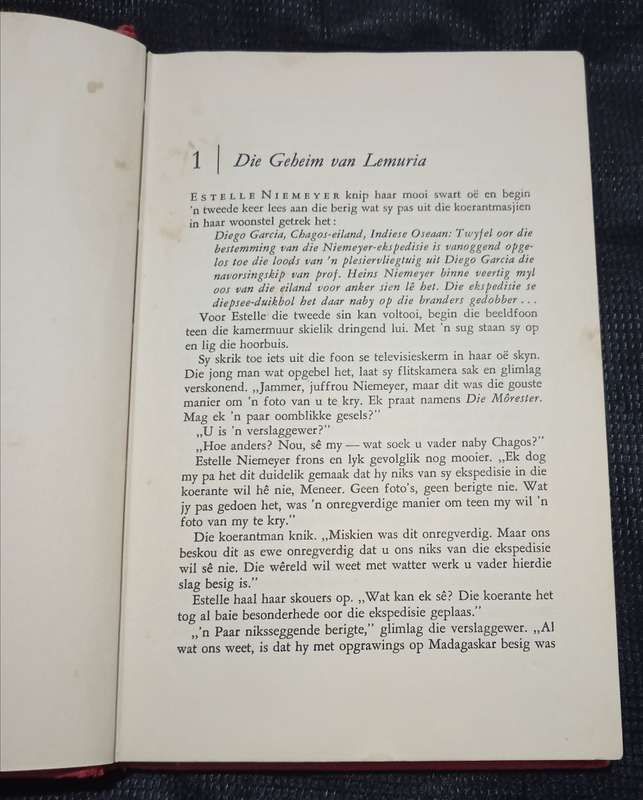 1 | Die Geheim van Lemuria
ESTELLE NIEMEYER knip haar mooi swart oë en begin
'n tweede keer lees aan die berig wat sy pas uit die koerantmasjien
in haar woonstel getrek het:
Diego Garcia, Chagos-eiland, Indiese Oseaan: Twyfel oor die
bestemming van die Niemeyer-ekspedisie is vanoggend opge-
los toe die loods van 'n plesiervliegtuig uit Diego Garcia die
navorsingskip van prof. Heins Niemeyer binne veertig myl
oos van die eiland voor anker sien lê het. Die ekspedisie se
diepsee-duikbol het daar naby op die branders gedobber . . .
Voor Estelle die tweede sin kan voltooi, begin die beeldfoon
teen die kamermuur skielik dringend lui. Met 'n sug staan sy op
en lig die hoorbuis.
Sy skrik toe iets uit die foon se televisieskerm in haar oë skyn.
Die jong man wat opgebel het, laat sy flitskamera sak en glimlag
verskonend. „Jammer, juffrou Niemeyer, maar dit was die gouste
manier om 'n foto van u te kry. Ek praat namens Die Môrester.
Mag ek 'n paar oomblikke gesels?”
„U is 'n verslaggewer?”
„Hoe anders? Nou, sê my — wat soek u vader naby Chagos?”
Estelle Niemeyer frons en lyk gevolglik nog mooier. „Ek dog
my pa het dit duidelik gemaak dat hy niks van sy ekspedisie in die
koerante wil hê nie, Meneer. Geen foto's, geen berigte nie. Wat
jy pas gedoen het, was 'n onregverdige manier om teen my wil 'n
foto van my te kry.”
Die koerantman knik. „Miskien was dit onregverdig. Maar ons
beskou dit as ewe onregverdig dat u ons niks van die ekspedisie
wil sê nie. Die wêreld wil weet met watter werk u vader hierdie
slag besig is.”
Estelle haal haar skouers op. „Wat kan ek sê? Die koerante het
tog al baie besonderhede oor die ekspedisie geplaas.”
„'n Paar niksseggende berigte,” glimlag die verslaggewer. „Al
wat ons weet, is dat hy met opgrawings op Madagaskar besig was